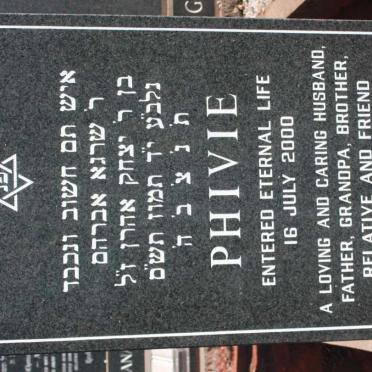 פנ
איש תם חשוב ונכבד
ר שרגא אברהם
בן ר יצחק אהרן ז"ל
נלב"ע י"ד תמוז תש"ס
ת נ צ ב ה
PHIVIE
ENTERED ETERNAL LIFE
16 JULY 2000
A LOVING AND CARING HUSBAND,
FATHER, GRANDPA, BROTHER,
RELATIVE AND FRIEND